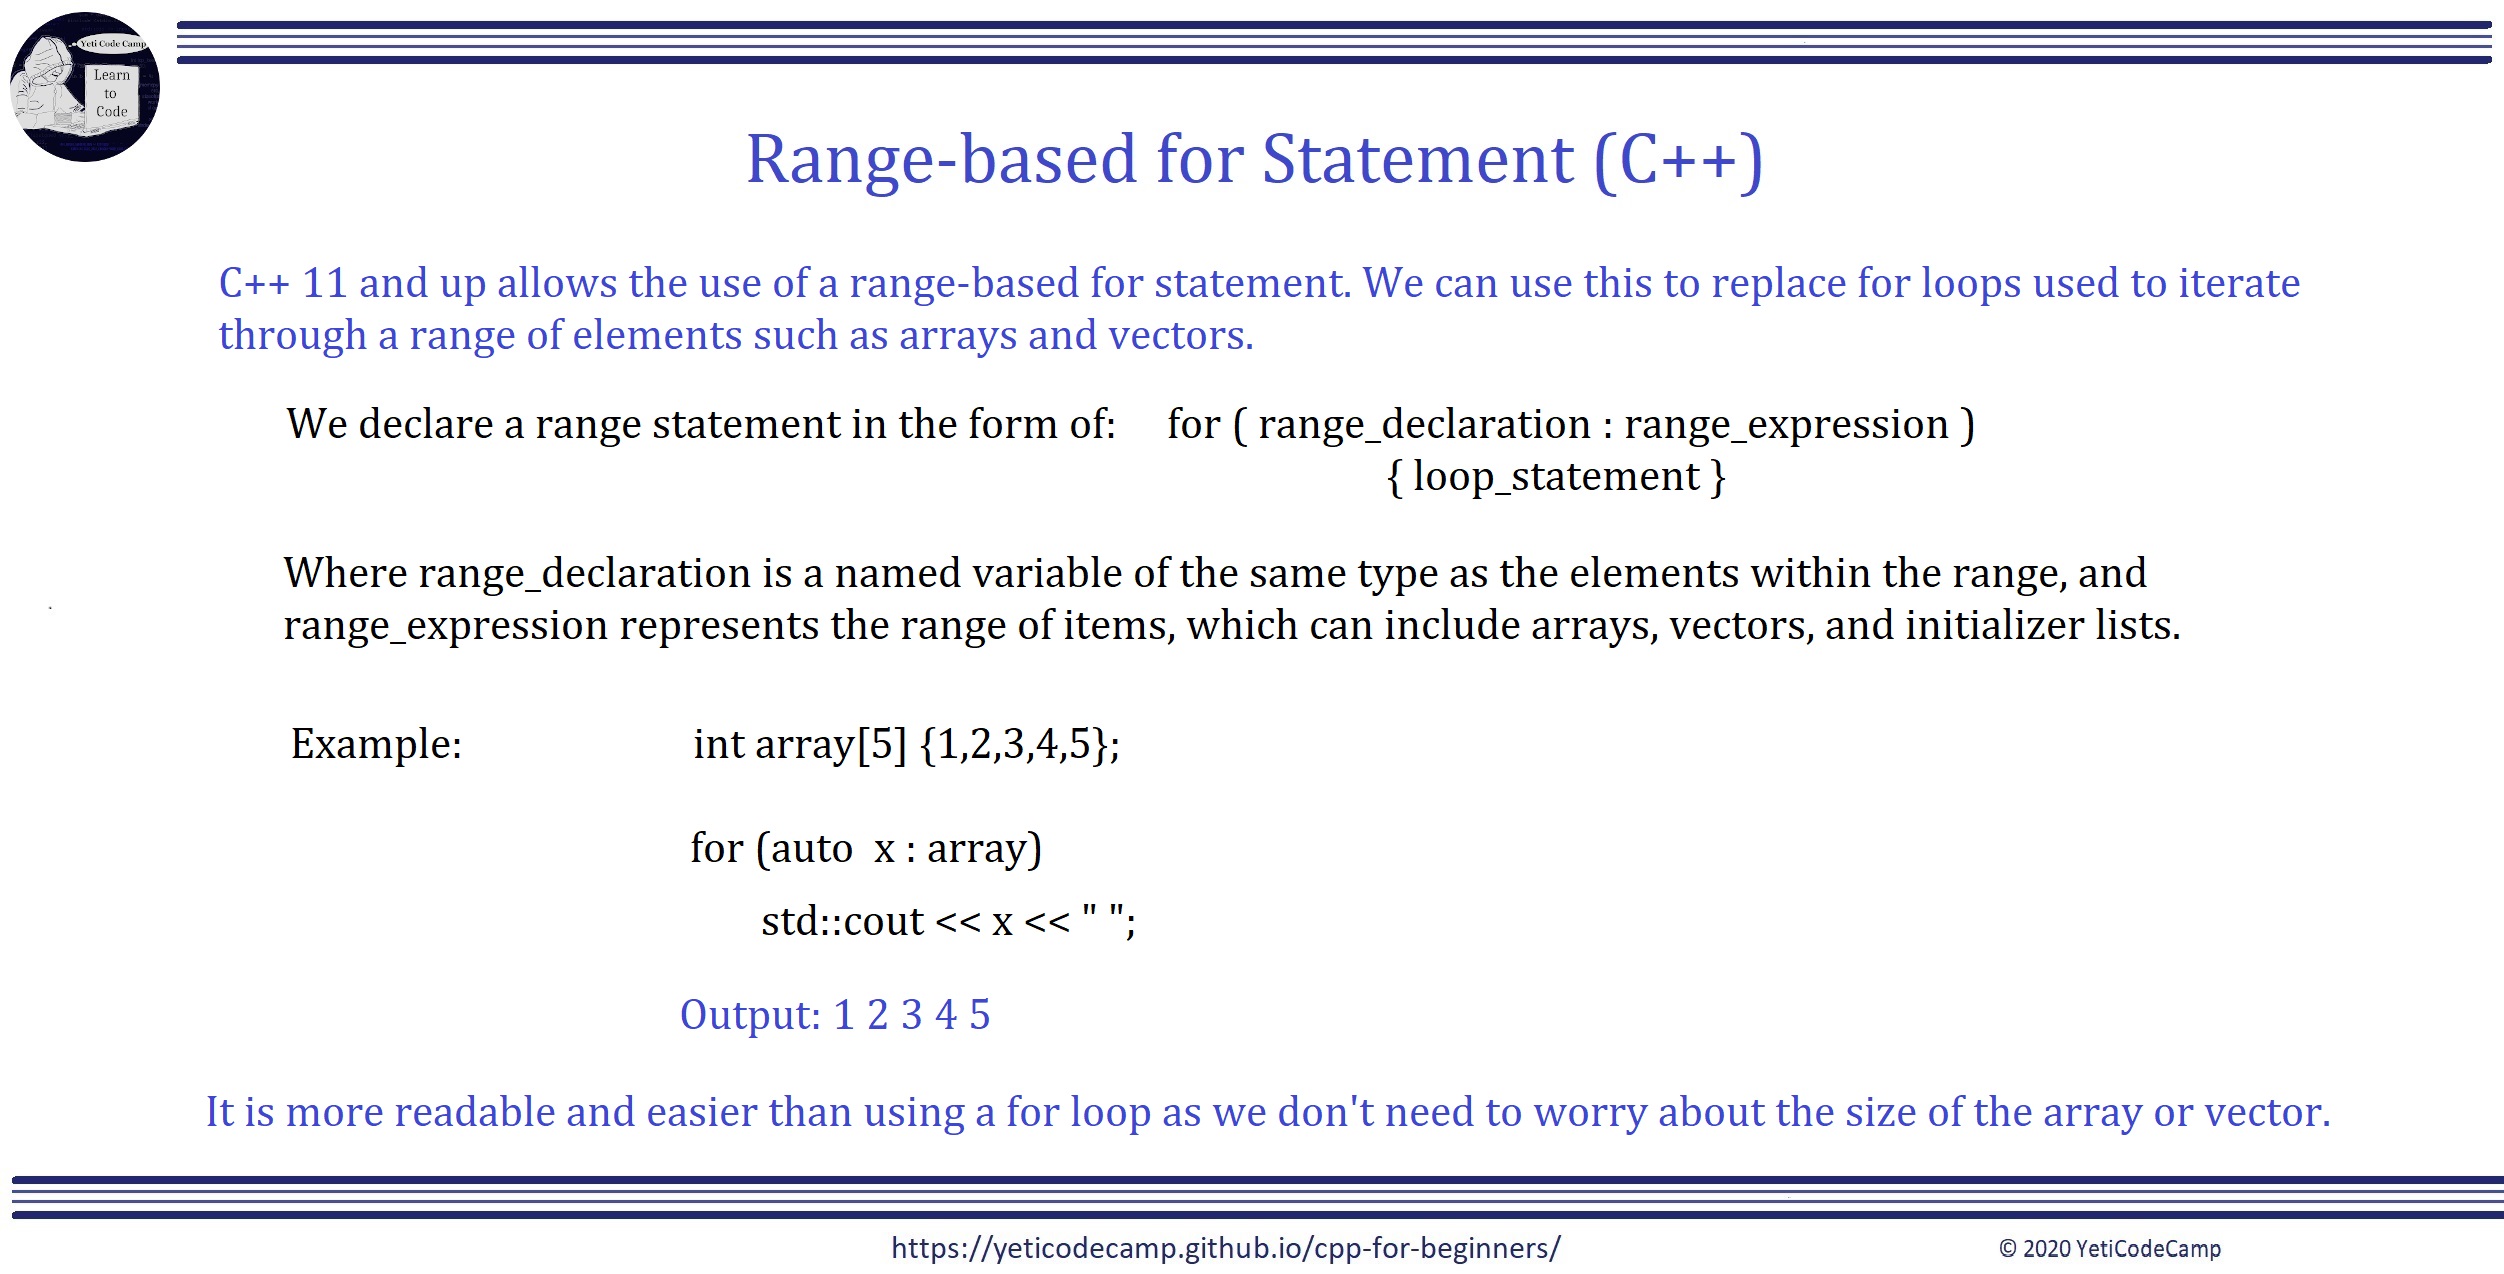 Yeti Code Camp
Learn
to
Code
Range-based for Statement (C++)
C++ 11 and up allows the use of a range-based for statement. We can use this to replace for loops used to iterate
through a range of elements such as arrays and vectors.
We declare a range statement in the form of: for ( range_declaration : range_expression )
{ loop_statement }
Where range_declaration is a named variable of the same type as the elements within the range, and
range_expression represents the range of items, which can include arrays, vectors, and initializer lists.
Example: int array[5] {1,2,3,4,5};
for (auto  x : array)
std::cout << x << " ";
Output: 1 2 3 4 5
It is more readable and easier than using a for loop as we don't need to worry about the size of the array or vector.
https://yeticodecamp.github.io/cpp-for-beginners/
© 2020 YetiCodeCamp